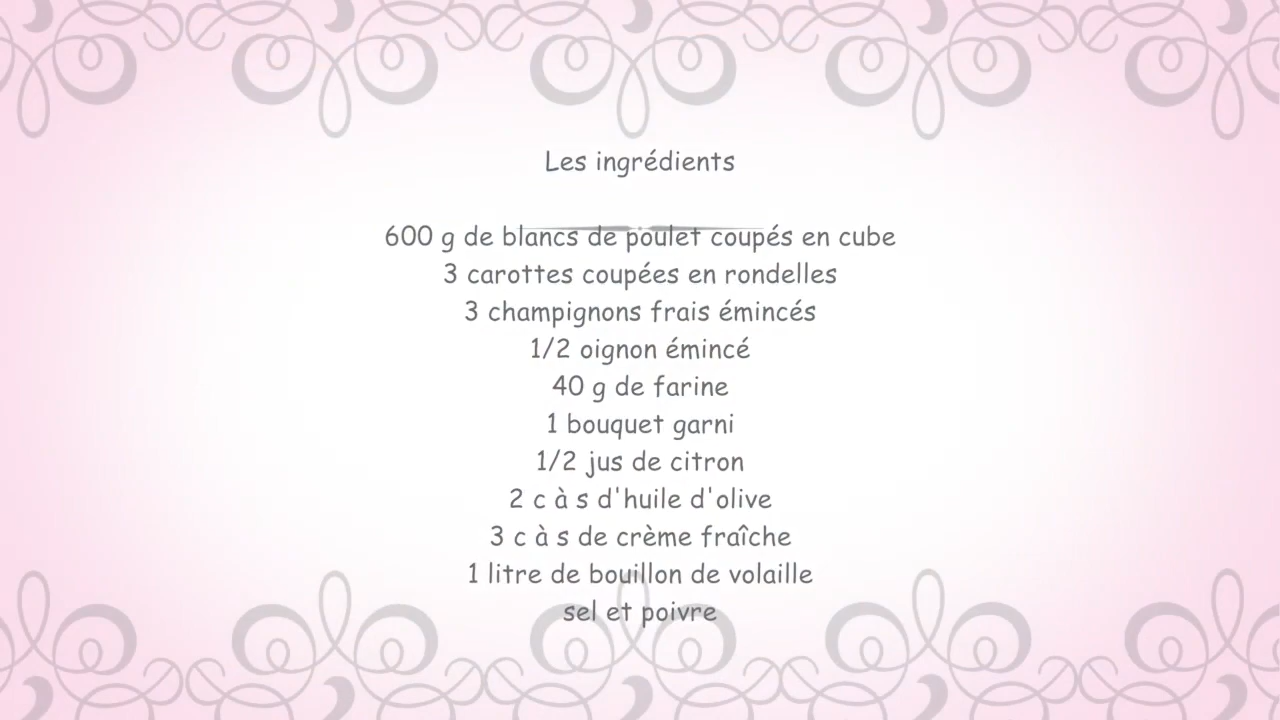 Les ingrédients
600 g de blancs de poulet coupés en cube
3 carottes coupées en rondelles
3 champignons frais émincés
1/2 oignon émincé
40 g de farine
1 bouquet garni
1/2 jus de citron
2 c à s d'huile d'olive
3 c à s de crème fraîche
1 litre de bouillon de volaille
sel et poivre